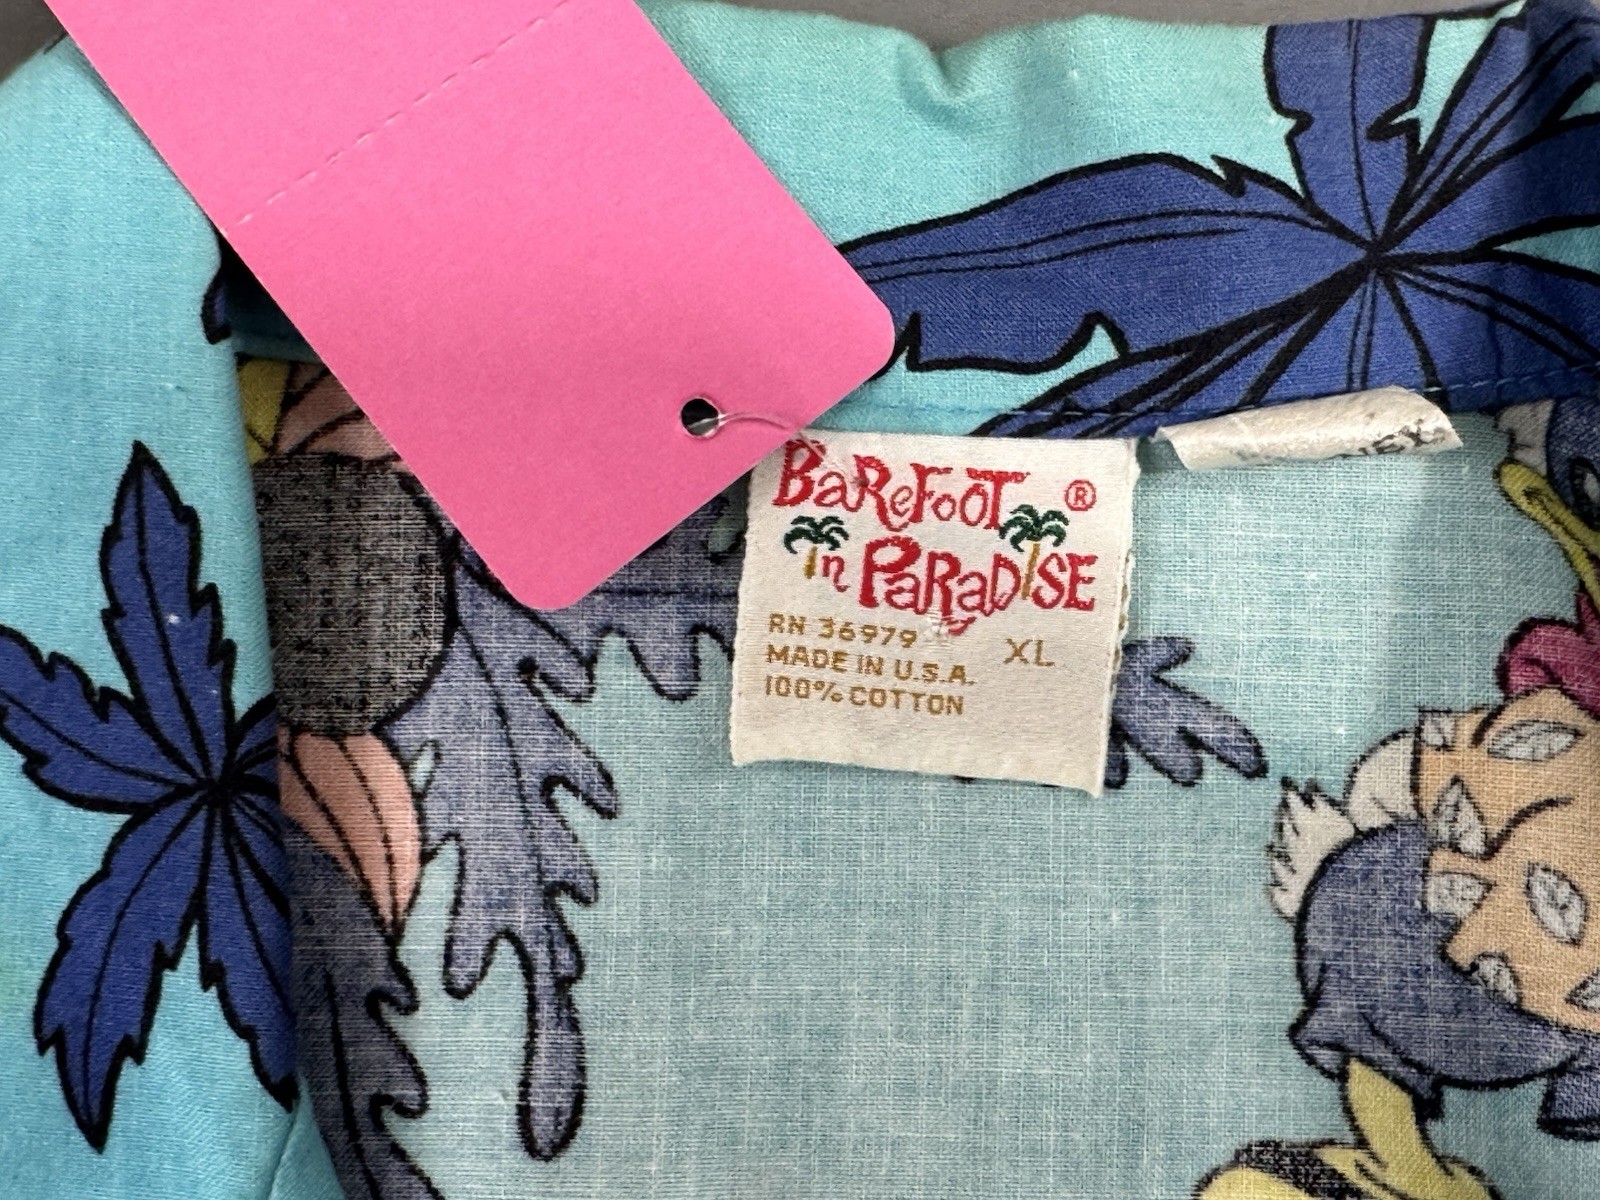 BaReFooT ®
in PaRaDiSE
RN 36979 XL
MADE IN U.S.A.
100% COTTON